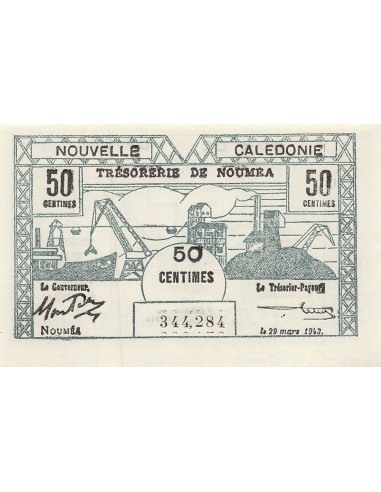 NOUVELLE CALEDONIE
TRÉSORERIE DE NOUMEA
50 CENTIMES
50 CENTIMES
50
CENTIMES
Le Gouverneur, Le Trésorier-Payeur
NOUMÉA
344,284
le 29 mars 1943.